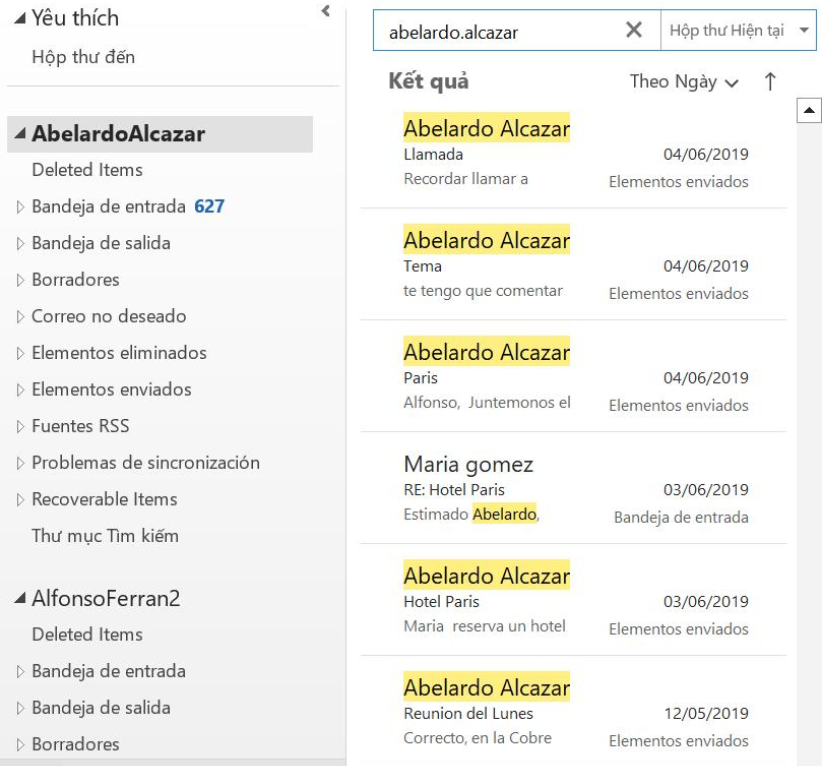 Yêu thích
Hộp thư đến
AbelardoAlcazar
Deleted Items
Bandeja de entrada 627
Bandeja de salida
Borradores
Correo no deseado
Elementos eliminados
Elementos enviados
Fuentes RSS
Problemas de sincronización
Recoverable Items
Thư mục Tìm kiếm
AlfonsoFerran2
Deleted Items
Bandeja de entrada
Bandeja de salida
Borradores
abelardo.alcazar
Hộp thư Hiện tại
Kết quả
Theo Ngày
Abelardo Alcazar
Llamada 04/06/2019
Recordar llamar a Elementos enviados
Abelardo Alcazar
Tema 04/06/2019
te tengo que comentar Elementos enviados
Abelardo Alcazar
Paris 04/06/2019
Alfonso, Juntemonos el Elementos enviados
Maria gomez
RE: Hotel Paris 03/06/2019
Estimado Abelardo, Bandeja de entrada
Abelardo Alcazar
Hotel Paris 03/06/2019
Maria reserva un hotel Elementos enviados
Abelardo Alcazar
Reunion del Lunes 12/05/2019
Correcto, en la Cobre Elementos enviados